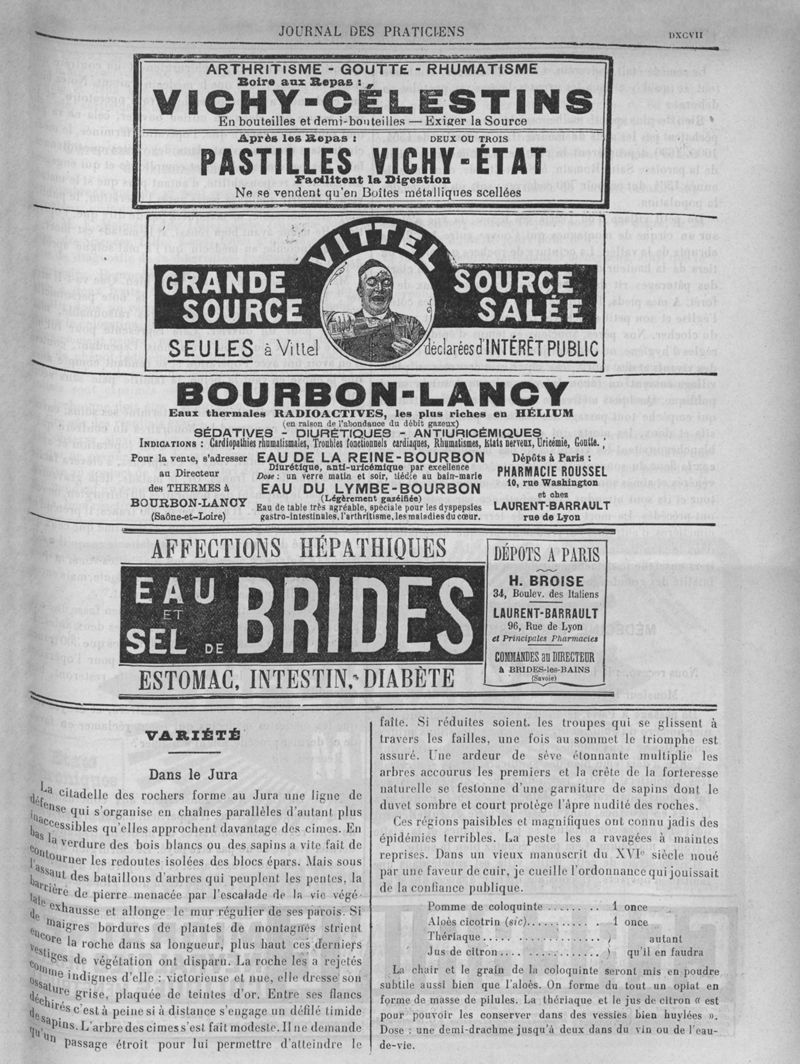 JOURNAL DES PRATICIENS
DXCVII
ARTHRITISME - GOUTTE - RHUMATISME
Boire aux Repas :
VICHY-CÉLESTINS
En bouteilles et demi-bouteilles — Exiger la Source
Après les Repas :
DEUX OU TROIS
PASTILLES VICHY-ÉTAT
Facilitent la Digestion
Ne se vendent qu'en Boîtes métalliques scellées
VITTEL
GRANDE
SOURCE
SOURCE
SALÉE
SEULES à Vittel
déclarées d'INTÉRÊT PUBLIC
BOURBON-LANCY
Eaux thermales RADIOACTIVES, les plus riches en HÉLIUM
(en raison de l'abondance du débit gazeux)
SÉDATIVES - DIURÉTIQUES - ANTIURICÉMIQUES
INDICATIONS : Cardiopathies rhumatismales, Troubles fonctionnels cardiaques, Rhumatismes, Etats nerveux, Uricémie, Goutte.
Pour la vente, s'adresser
au Directeur
des THERMES à
BOURBON-LANCY
(Saône-et-Loire)
EAU DE LA REINE-BOURBON
Diurétique, anti-uricémique par excellence
Dose : un verre matin et soir, tiédie au bain-marie
EAU DU LYMBE-BOURBON
(Légèrement gazéifiée)
Eau de table très agréable, spéciale pour les dyspepsies
gastro-intestinales, l'arthritisme, les maladies du cœur.
Dépôts à Paris :
PHARMACIE ROUSSEL
10, rue Washington
et chez
LAURENT-BARRAULT
rue de Lyon
AFFECTIONS HÉPATHIQUES
EAU
ET
SEL DE
BRIDES
ESTOMAC, INTESTIN, DIABÈTE
DÉPOTS A PARIS
H. BROISE
34, Boulev. des Italiens
LAURENT-BARRAULT
96, Rue de Lyon
et Principales Pharmacies
COMMANDES au DIRECTEUR
à BRIDES-les-BAINS
(Savoie)
VARIÉTÉ
Dans le Jura
La citadelle des rochers forme au Jura une ligne de
défense qui s'organise en chaînes parallèles d'autant plus
inaccessibles qu'elles approchent davantage des cimes. En
bas la verdure des bois blancs ou des sapins a vite fait de
contourner les redoutes isolées des blocs épars. Mais sous
l'assaut des bataillons d'arbres qui peuplent les pentes, la
barrière de pierre menacée par l'escalade de la vie végé-
tale exhausse et allonge le mur régulier de ses parois. Si
de maigres bordures de plantes de montagnes strient
encore la roche dans sa longueur, plus haut ces derniers
vestiges de végétation ont disparu. La roche les a rejetés
comme indignes d'elle : victorieuse et nue, elle dresse son
ossature grise, plaquée de teintes d'or. Entre ses flancs
déchirés c'est à peine si à distance s'engage un défilé timide
de sapins. L'arbre des cimes s'est fait modeste. Il ne demande
qu'un passage étroit pour lui permettre d'atteindre le
faîte. Si réduites soient. les troupes qui se glissent à
travers les failles, une fois au sommet le triomphe est
assuré. Une ardeur de sève étonnante multiplie les
arbres accourus les premiers et la crête de la forteresse
naturelle se festonne d'une garniture de sapins dont le
duvet sombre et court protège l'âpre nudité des roches.
Ces régions paisibles et magnifiques ont connu jadis des
épidémies terribles. La peste les a ravagées à maintes
reprises. Dans un vieux manuscrit du XVIe siècle noué
par une faveur de cuir, je cueille l'ordonnance qui jouissait
de la confiance publique.
Pomme de coloquinte ........ 1 once
Aloès cicotrin (sic)........... 1 once
Thériaque..................... ) autant
Jus de citron.................. ) qu'il en faudra
La chair et le grain de la coloquinte seront mis en poudre
subtile aussi bien que l'aloès. On forme du tout un opiat en
forme de masse de pilules. La thériaque et le jus de citron « est
pour pouvoir les conserver dans des vessies bien huylées ».
Dose : une demi-drachme jusqu'à deux dans du vin ou de l'eau-
de-vie.